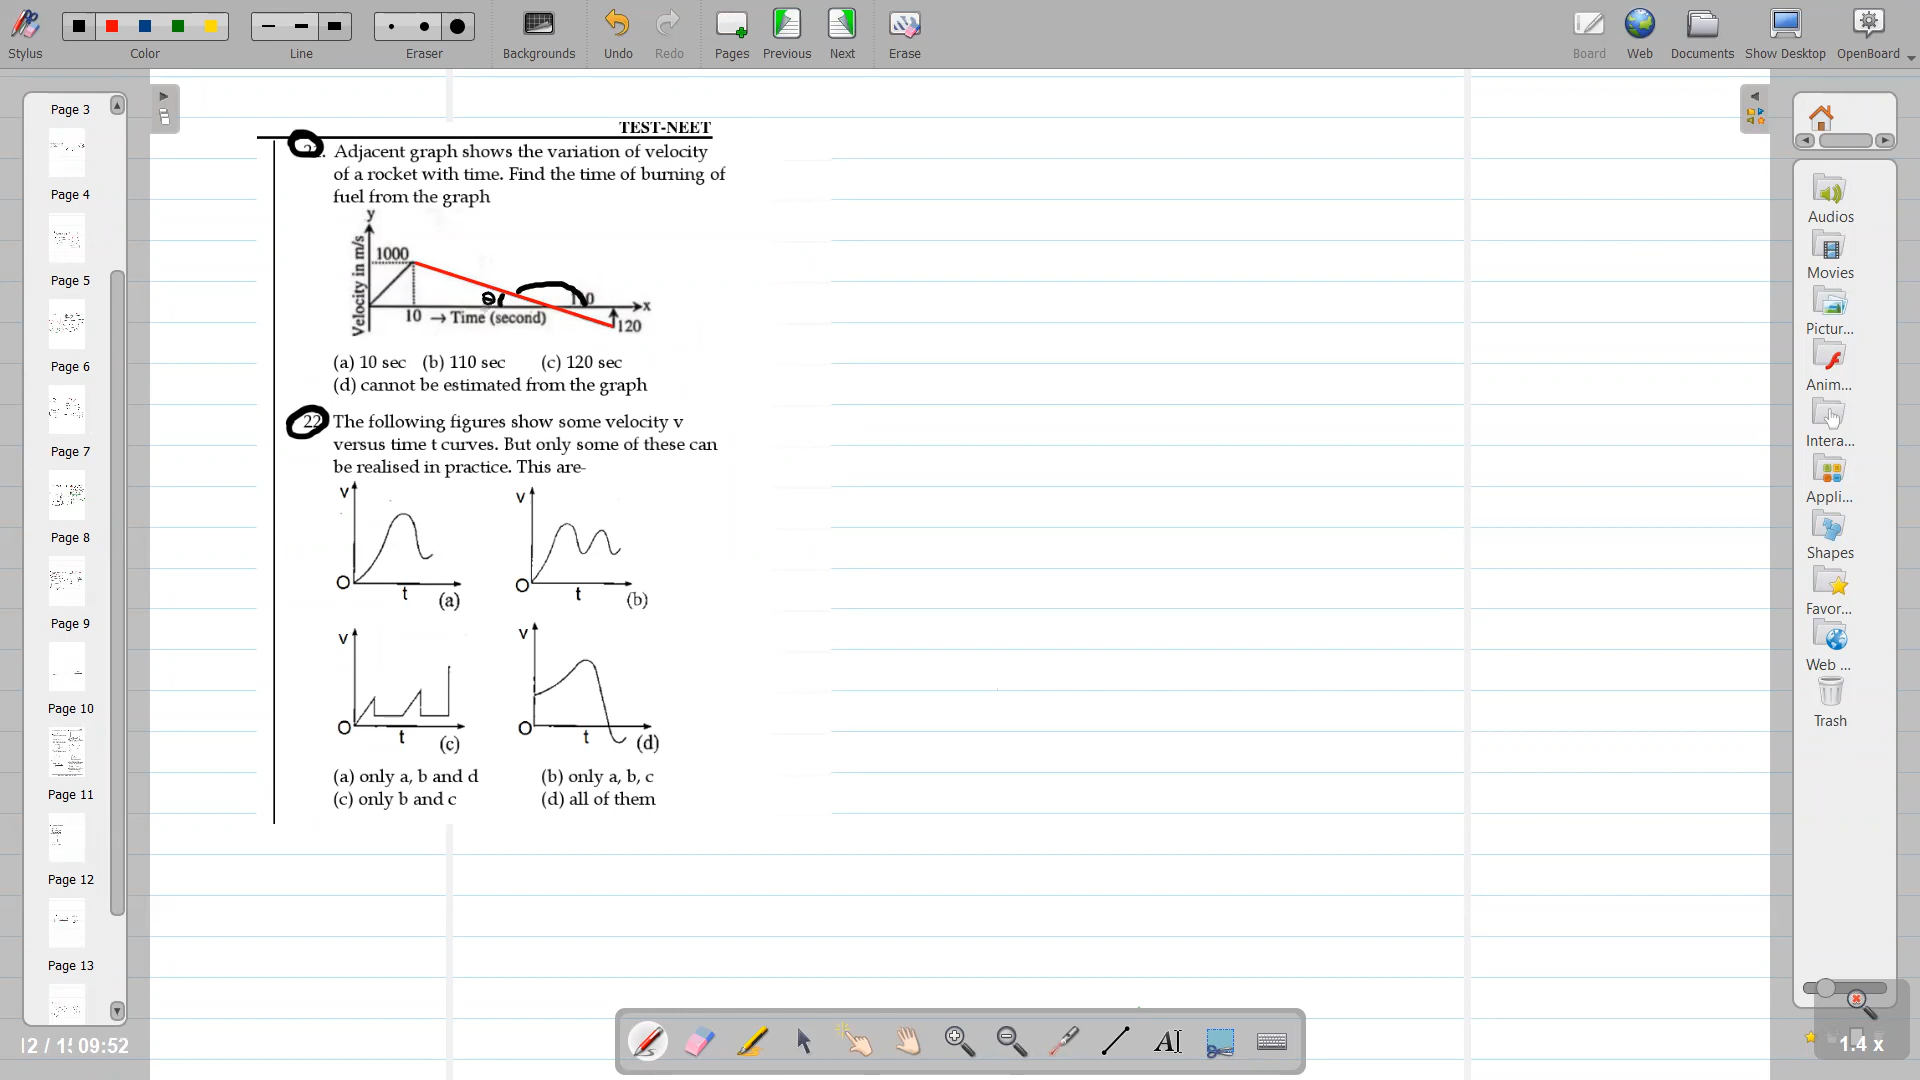 Stylus
Color
Line
Eraser
Backgrounds
Undo
Redo
Pages
Previous
Next
Erase
Board
Web
Documents
Show Desktop
OpenBoard
Page 3
Page 4
Page 5
Page 6
Page 7
Page 8
Page 9
Page 10
Page 11
Page 12
Page 13
09:52
TEST-NEET
Adjacent graph shows the variation of velocity
of a rocket with time. Find the time of burning of
fuel from the graph
y
Velocity in m/s
1000
θ
x
10 → Time (second)
120
(a) 10 sec (b) 110 sec (c) 120 sec
(d) cannot be estimated from the graph
22 The following figures show some velocity v
versus time t curves. But only some of these can
be realised in practice. This are-
v
O
t
(a)
v
O
t
(b)
v
O
t
(c)
v
O
t
(d)
(a) only a, b and d (b) only a, b, c
(c) only b and c (d) all of them
Audios
Movies
Pictur...
Anim...
Intera...
Appli...
Shapes
Favor...
Web ...
Trash
1.4 x